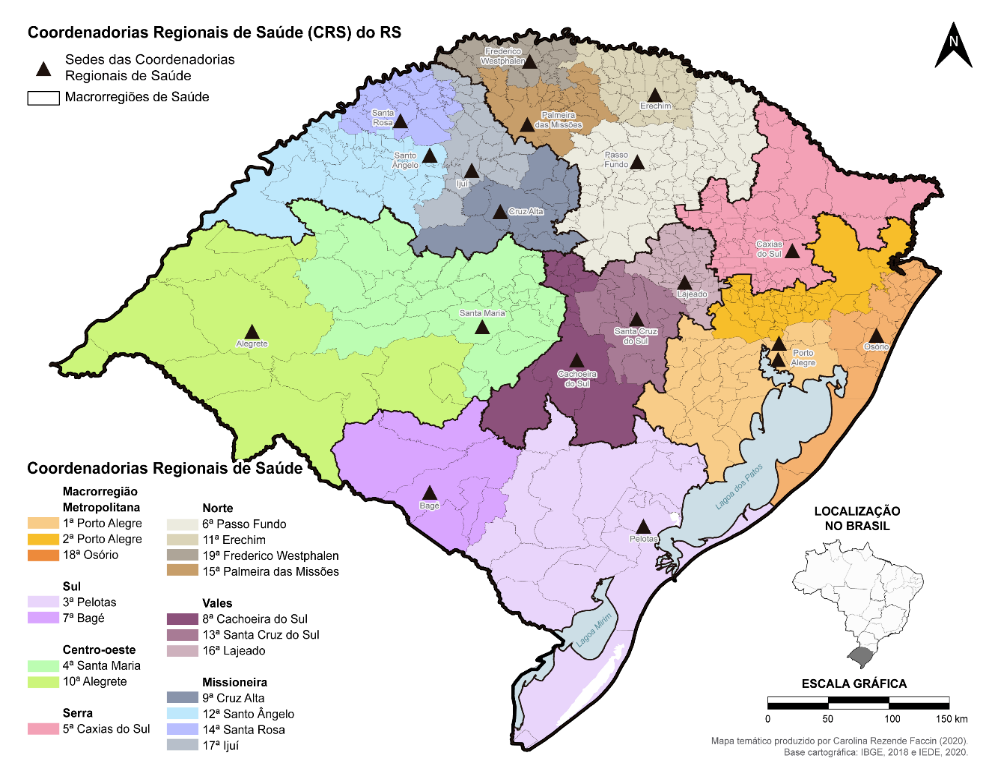 Coordenadorias Regionais de Saúde (CRS) do RS
Sedes das Coordenadorias
Regionais de Saúde
Macrorregiões de Saúde
N
Frederico
Westphalen
Erechim
Santa
Rosa
Palmeira
das Missões
Santo
Ângelo
Passo
Fundo
Ijuí
Cruz Alta
Caxias
do Sul
Lajeado
Santa Maria
Santa Cruz
do Sul
Alegrete
Osório
Porto
Alegre
Cachoeira
do Sul
Lagoa dos Patos
Bagé
Pelotas
Lagoa Mirim
Coordenadorias Regionais de Saúde
Macrorregião
Metropolitana
1ª Porto Alegre
2ª Porto Alegre
18ª Osório
Sul
3ª Pelotas
7ª Bagé
Centro-oeste
4ª Santa Maria
10ª Alegrete
Serra
5ª Caxias do Sul
Norte
6ª Passo Fundo
11ª Erechim
19ª Frederico Westphalen
15ª Palmeira das Missões
Vales
8ª Cachoeira do Sul
13ª Santa Cruz do Sul
16ª Lajeado
Missioneira
9ª Cruz Alta
12ª Santo Ângelo
14ª Santa Rosa
17ª Ijuí
LOCALIZAÇÃO
NO BRASIL
ESCALA GRÁFICA
0 50 100 150 km
Mapa temático produzido por Carolina Rezende Faccin (2020).
Base cartográfica: IBGE, 2018 e IEDE, 2020.